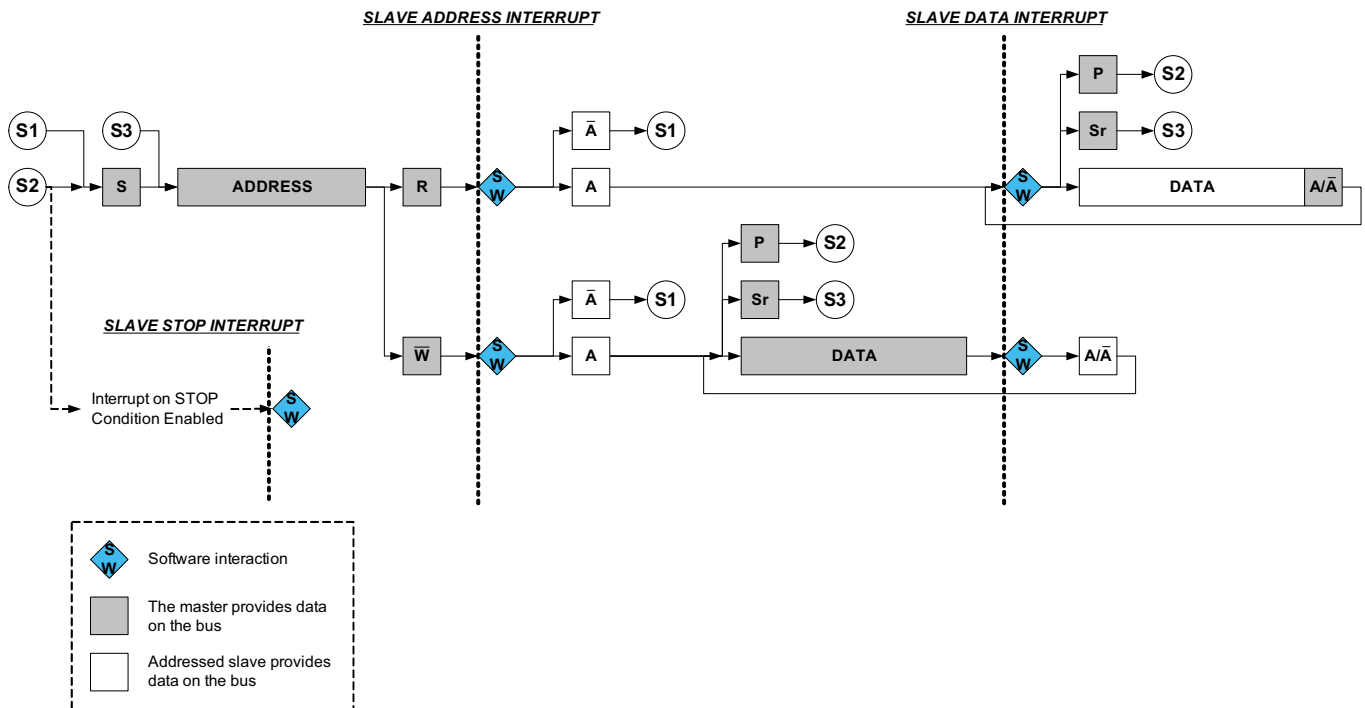 SLAVE ADDRESS INTERRUPT
SLAVE DATA INTERRUPT
P
S2
S1
S3
A̅
S1
Sr
S3
S2
S
ADDRESS
R
S
W
A
S
W
DATA
A/A̅
P
S2
A̅
S1
Sr
S3
SLAVE STOP INTERRUPT
W̅
S
W
A
DATA
S
W
A/A̅
Interrupt on STOP
Condition Enabled
S
W
S
W
Software interaction
The master provides data
on the bus
Addressed slave provides
data on the bus